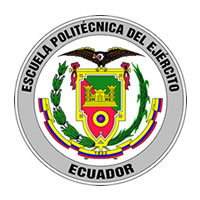 ESCUELA POLITÉCNICA DEL EJÉRCITO
ECUADOR